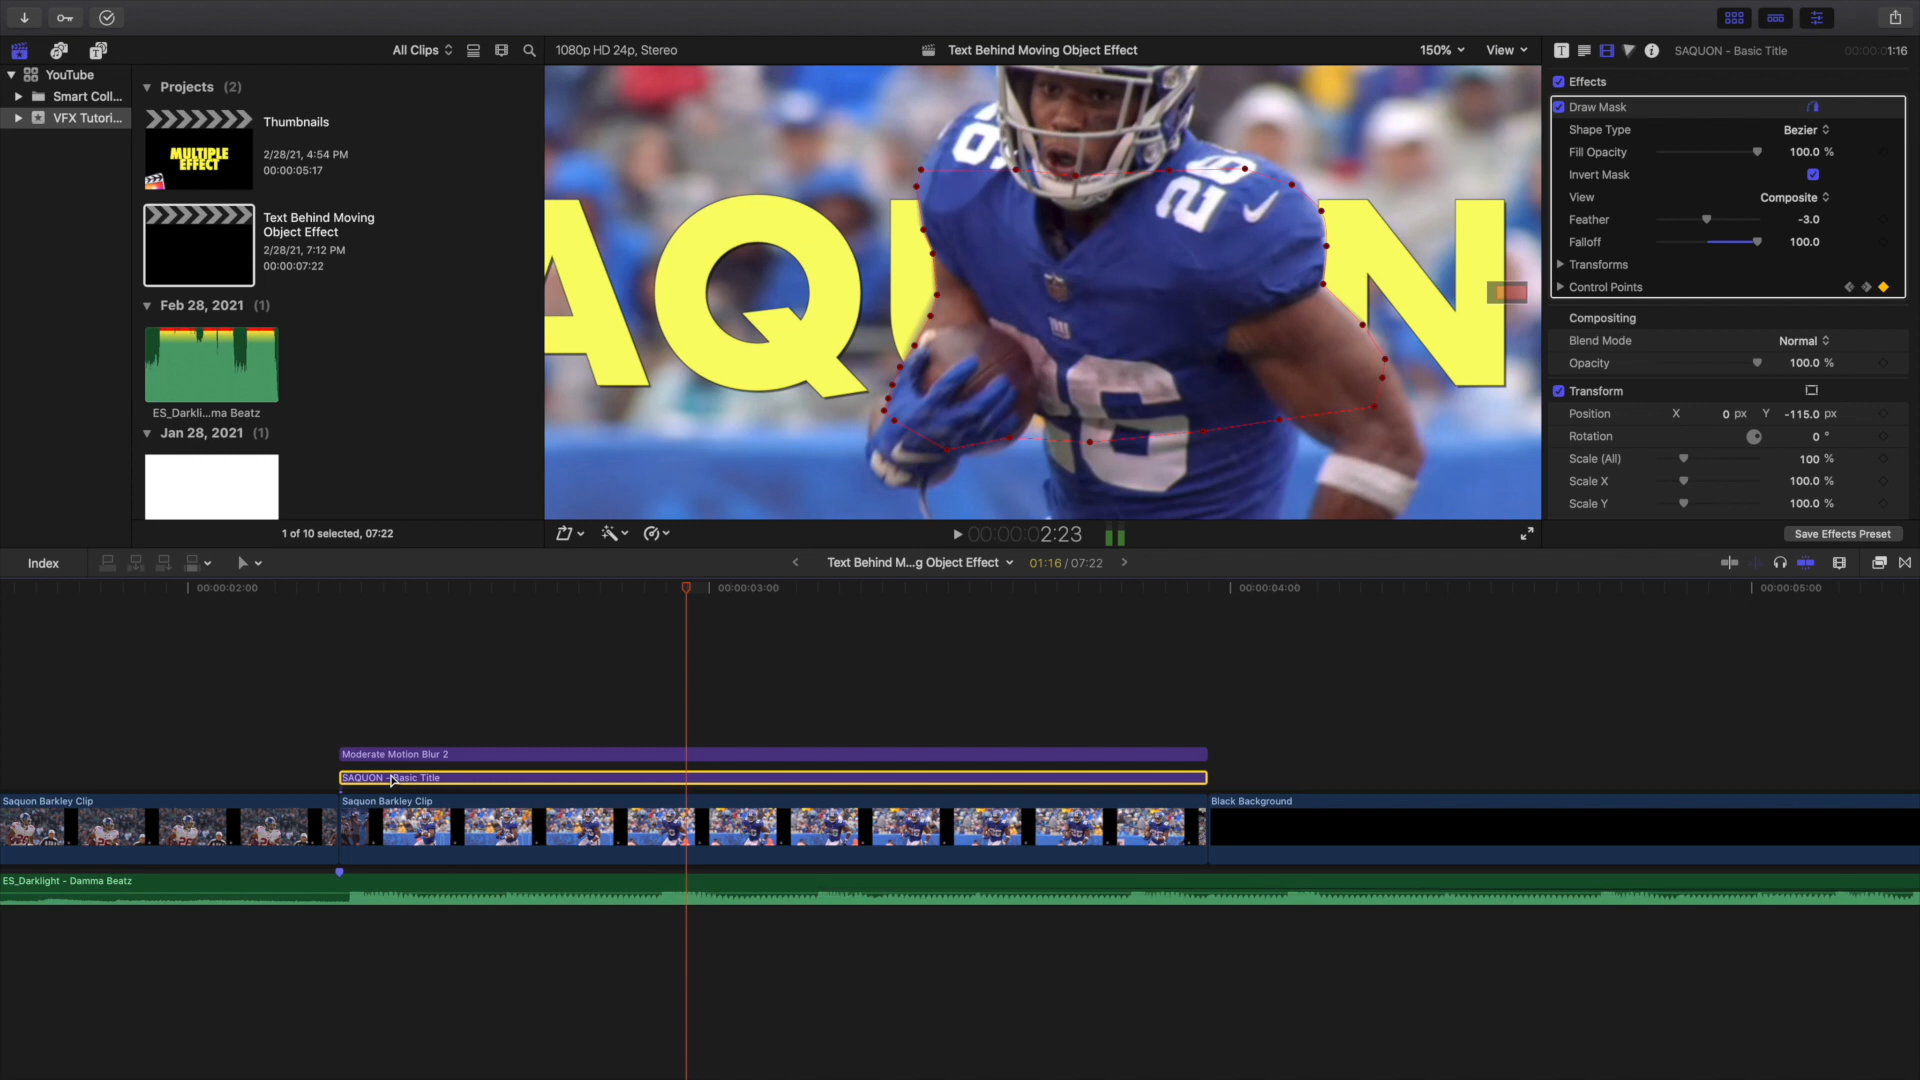 All Clips
1080p HD 24p, Stereo
Text Behind Moving Object Effect
150%
View
SAQUON - Basic Title
00:00:01:16
YouTube
Smart Coll...
VFX Tutori...
Projects (2)
MULTIPLE
EFFECT
Thumbnails
2/28/21, 4:54 PM
00:00:05:17
Text Behind Moving
Object Effect
2/28/21, 7:12 PM
00:00:07:22
Feb 28, 2021 (1)
ES_Darkli...ma Beatz
Jan 28, 2021 (1)
1 of 10 selected, 07:22
AQU N
26
26
Effects
Draw Mask
Shape Type Bezier
Fill Opacity 100.0 %
Invert Mask
View Composite
Feather -3.0
Falloff 100.0
Transforms
Control Points
Compositing
Blend Mode Normal
Opacity 100.0 %
Transform
Position X 0 px Y -115.0 px
Rotation 0 °
Scale (All) 100 %
Scale X 100.0 %
Scale Y 100.0 %
00:00:02:23
Save Effects Preset
Index
Text Behind M...g Object Effect
01:16 / 07:22
00:00:02:00
00:00:03:00
00:00:04:00
00:00:05:00
Moderate Motion Blur 2
SAQUON - Basic Title
Saquon Barkley Clip
Saquon Barkley Clip
Black Background
ES_Darklight - Damma Beatz